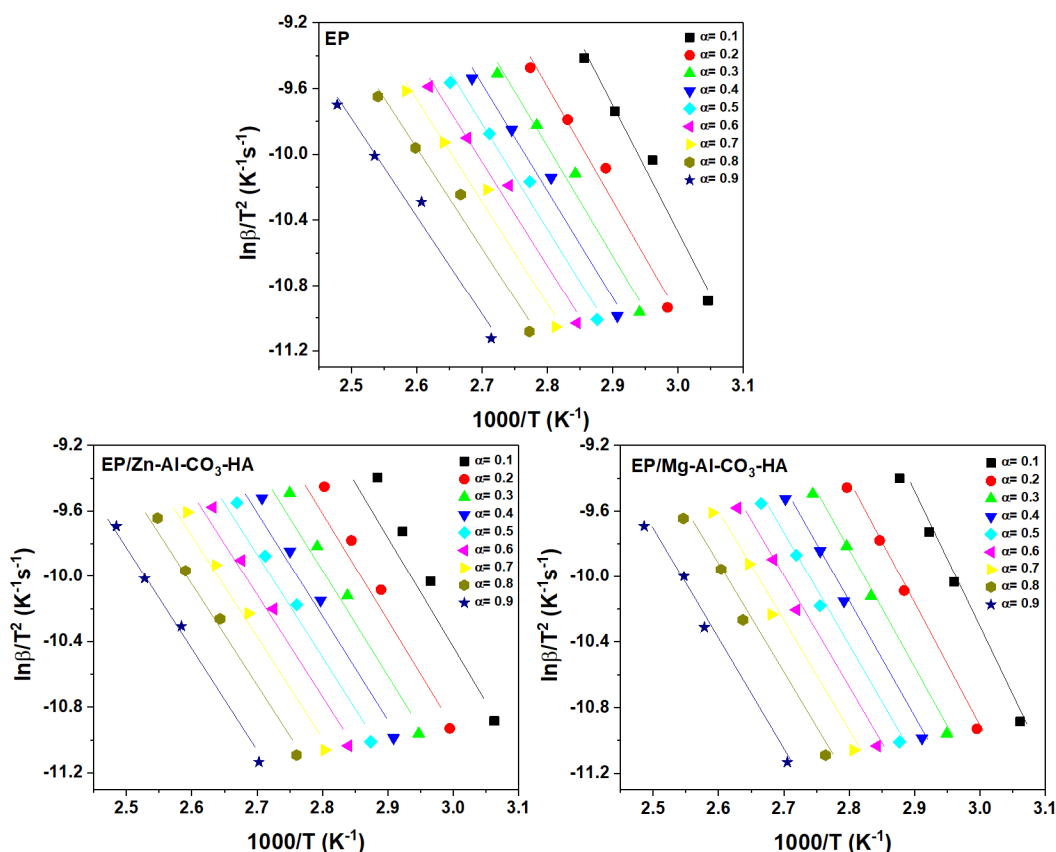 EP
α= 0.1
α= 0.2
α= 0.3
α= 0.4
α= 0.5
α= 0.6
α= 0.7
α= 0.8
α= 0.9
-9.2
-9.6
-10.0
-10.4
-10.8
-11.2
lnβ/T² (K⁻¹s⁻¹)
2.5 2.6 2.7 2.8 2.9 3.0 3.1
1000/T (K⁻¹)
EP/Zn-Al-CO₃-HA
α= 0.1
α= 0.2
α= 0.3
α= 0.4
α= 0.5
α= 0.6
α= 0.7
α= 0.8
α= 0.9
-9.2
-9.6
-10.0
-10.4
-10.8
-11.2
lnβ/T² (K⁻¹s⁻¹)
2.5 2.6 2.7 2.8 2.9 3.0 3.1
1000/T (K⁻¹)
EP/Mg-Al-CO₃-HA
α= 0.1
α= 0.2
α= 0.3
α= 0.4
α= 0.5
α= 0.6
α= 0.7
α= 0.8
α= 0.9
-9.2
-9.6
-10.0
-10.4
-10.8
-11.2
lnβ/T² (K⁻¹s⁻¹)
2.5 2.6 2.7 2.8 2.9 3.0 3.1
1000/T (K⁻¹)